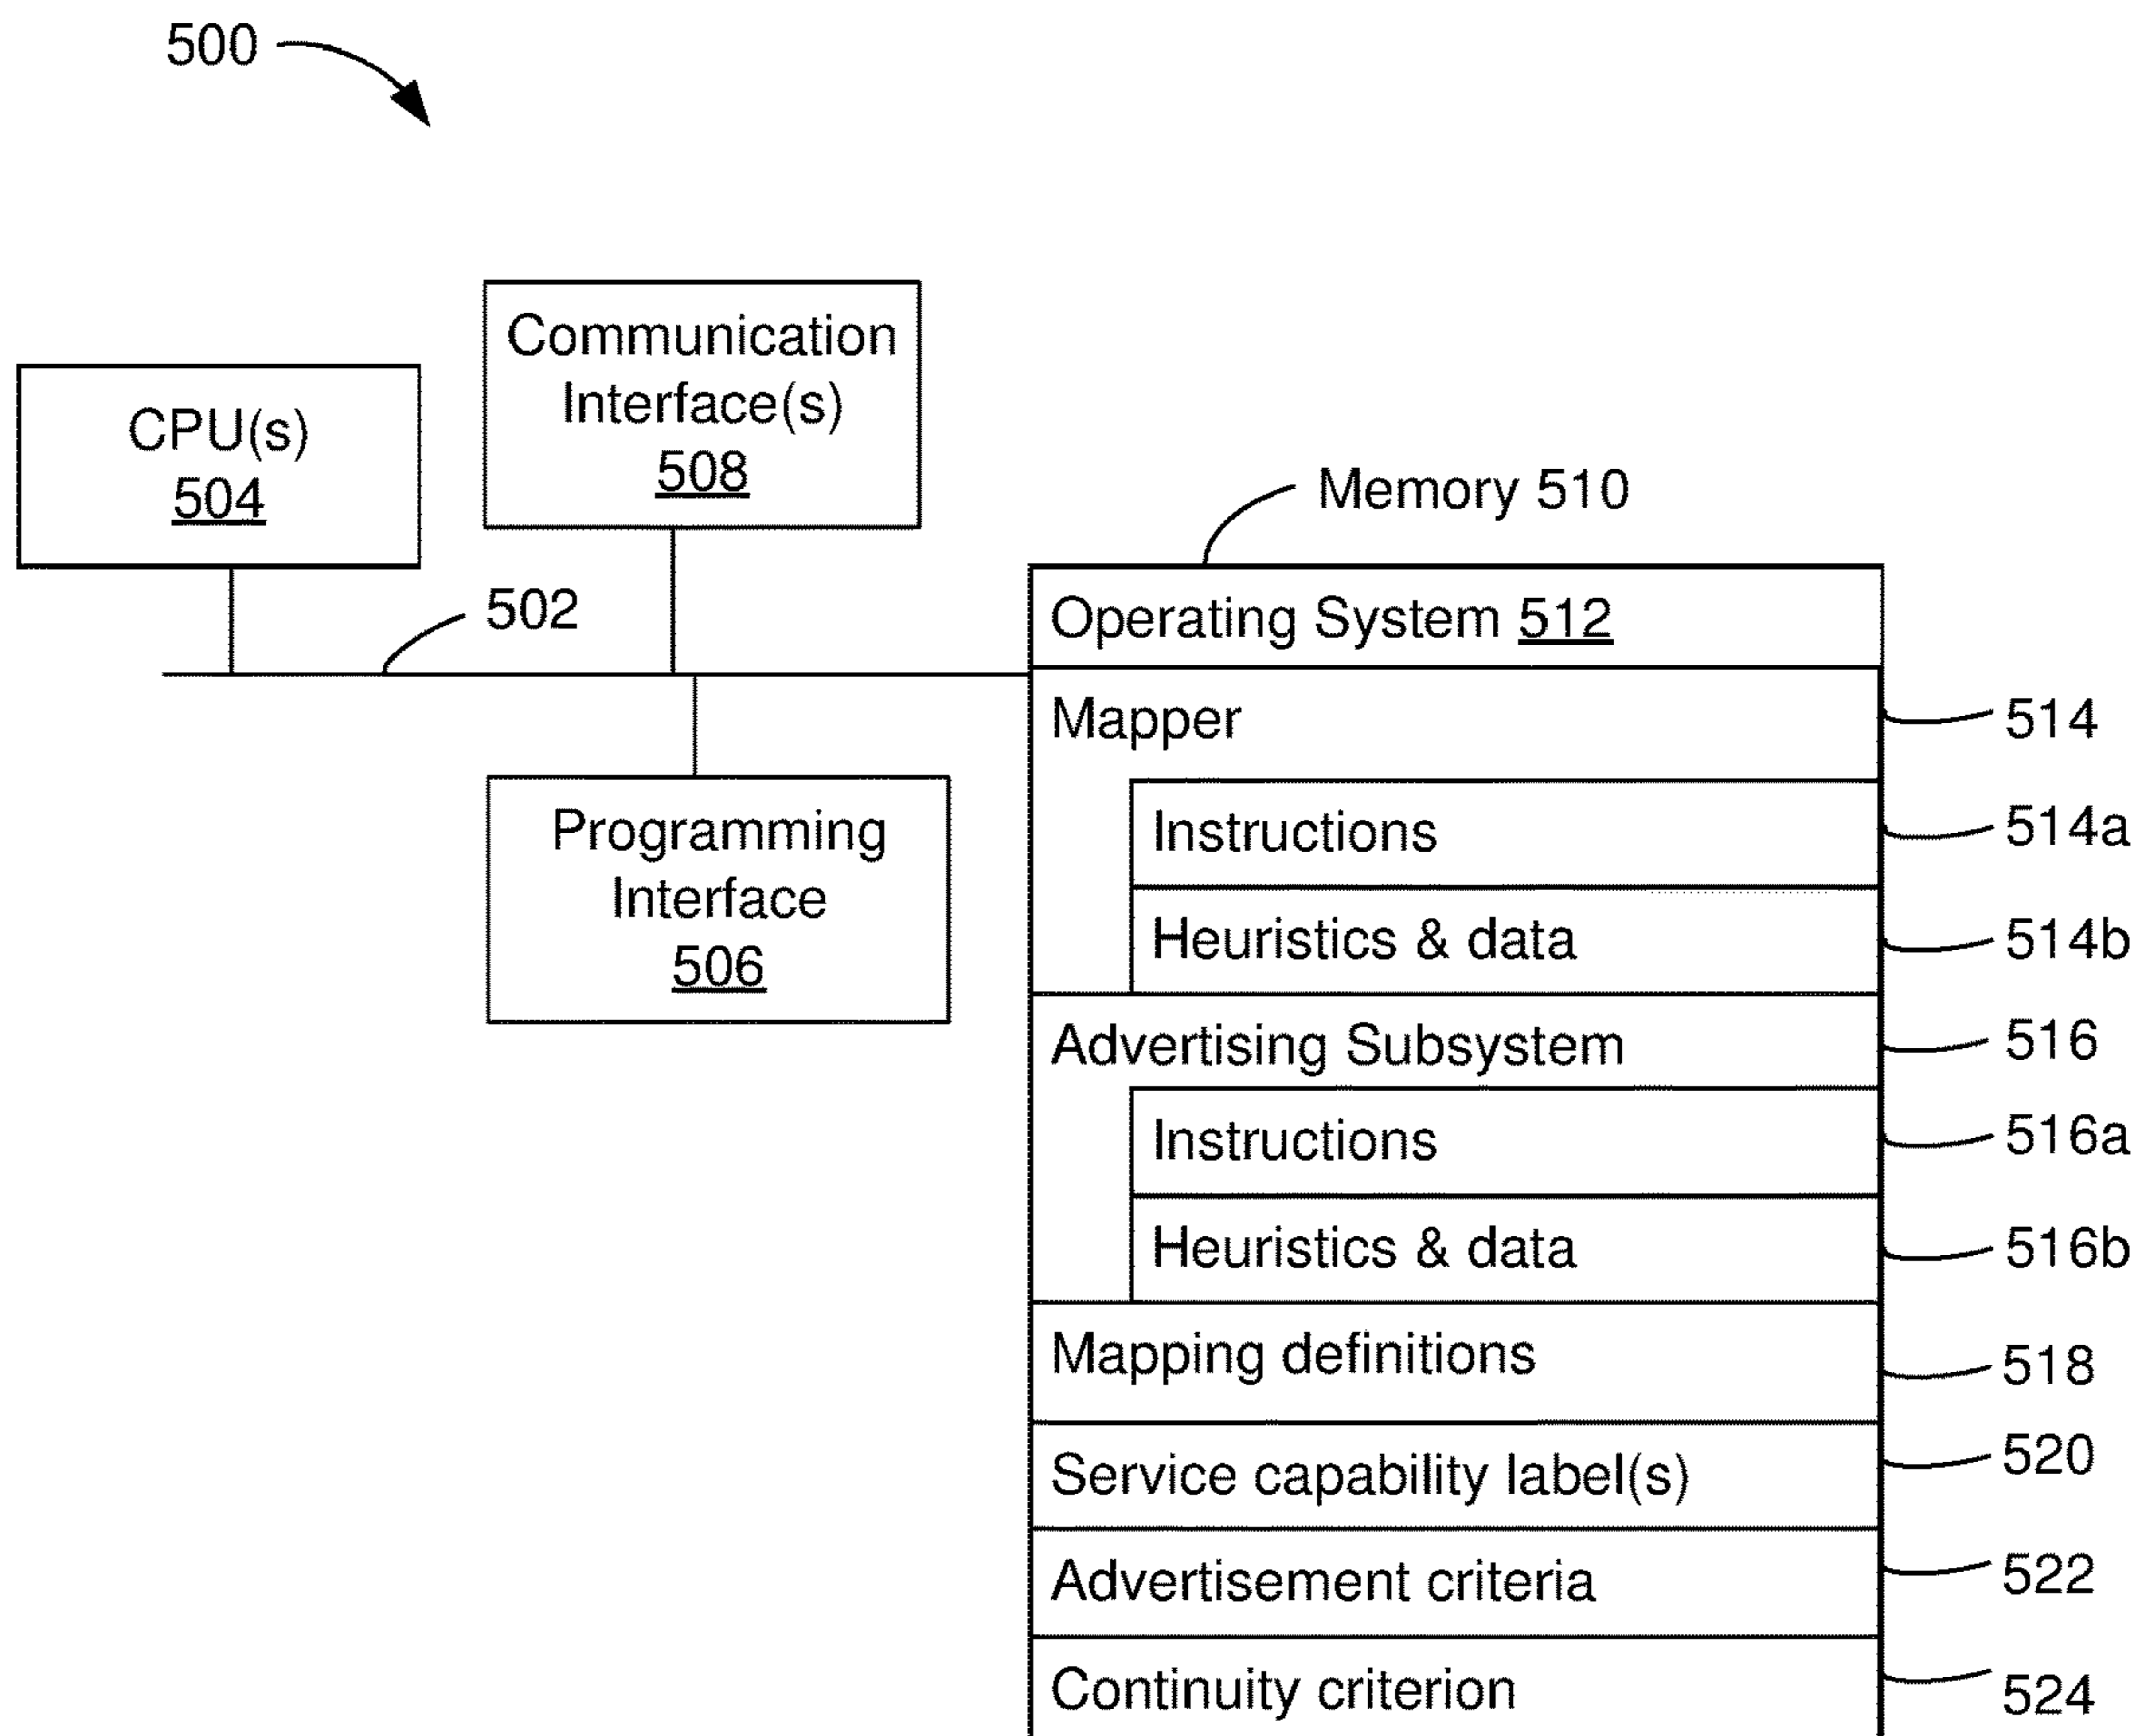 500
Communication
Interface(s)
508
CPU(s)
504
Memory 510
502
Operating System 512
Mapper 514
Instructions 514a
Heuristics & data 514b
Programming
Interface
506
Advertising Subsystem 516
Instructions 516a
Heuristics & data 516b
Mapping definitions 518
Service capability label(s) 520
Advertisement criteria 522
Continuity criterion 524